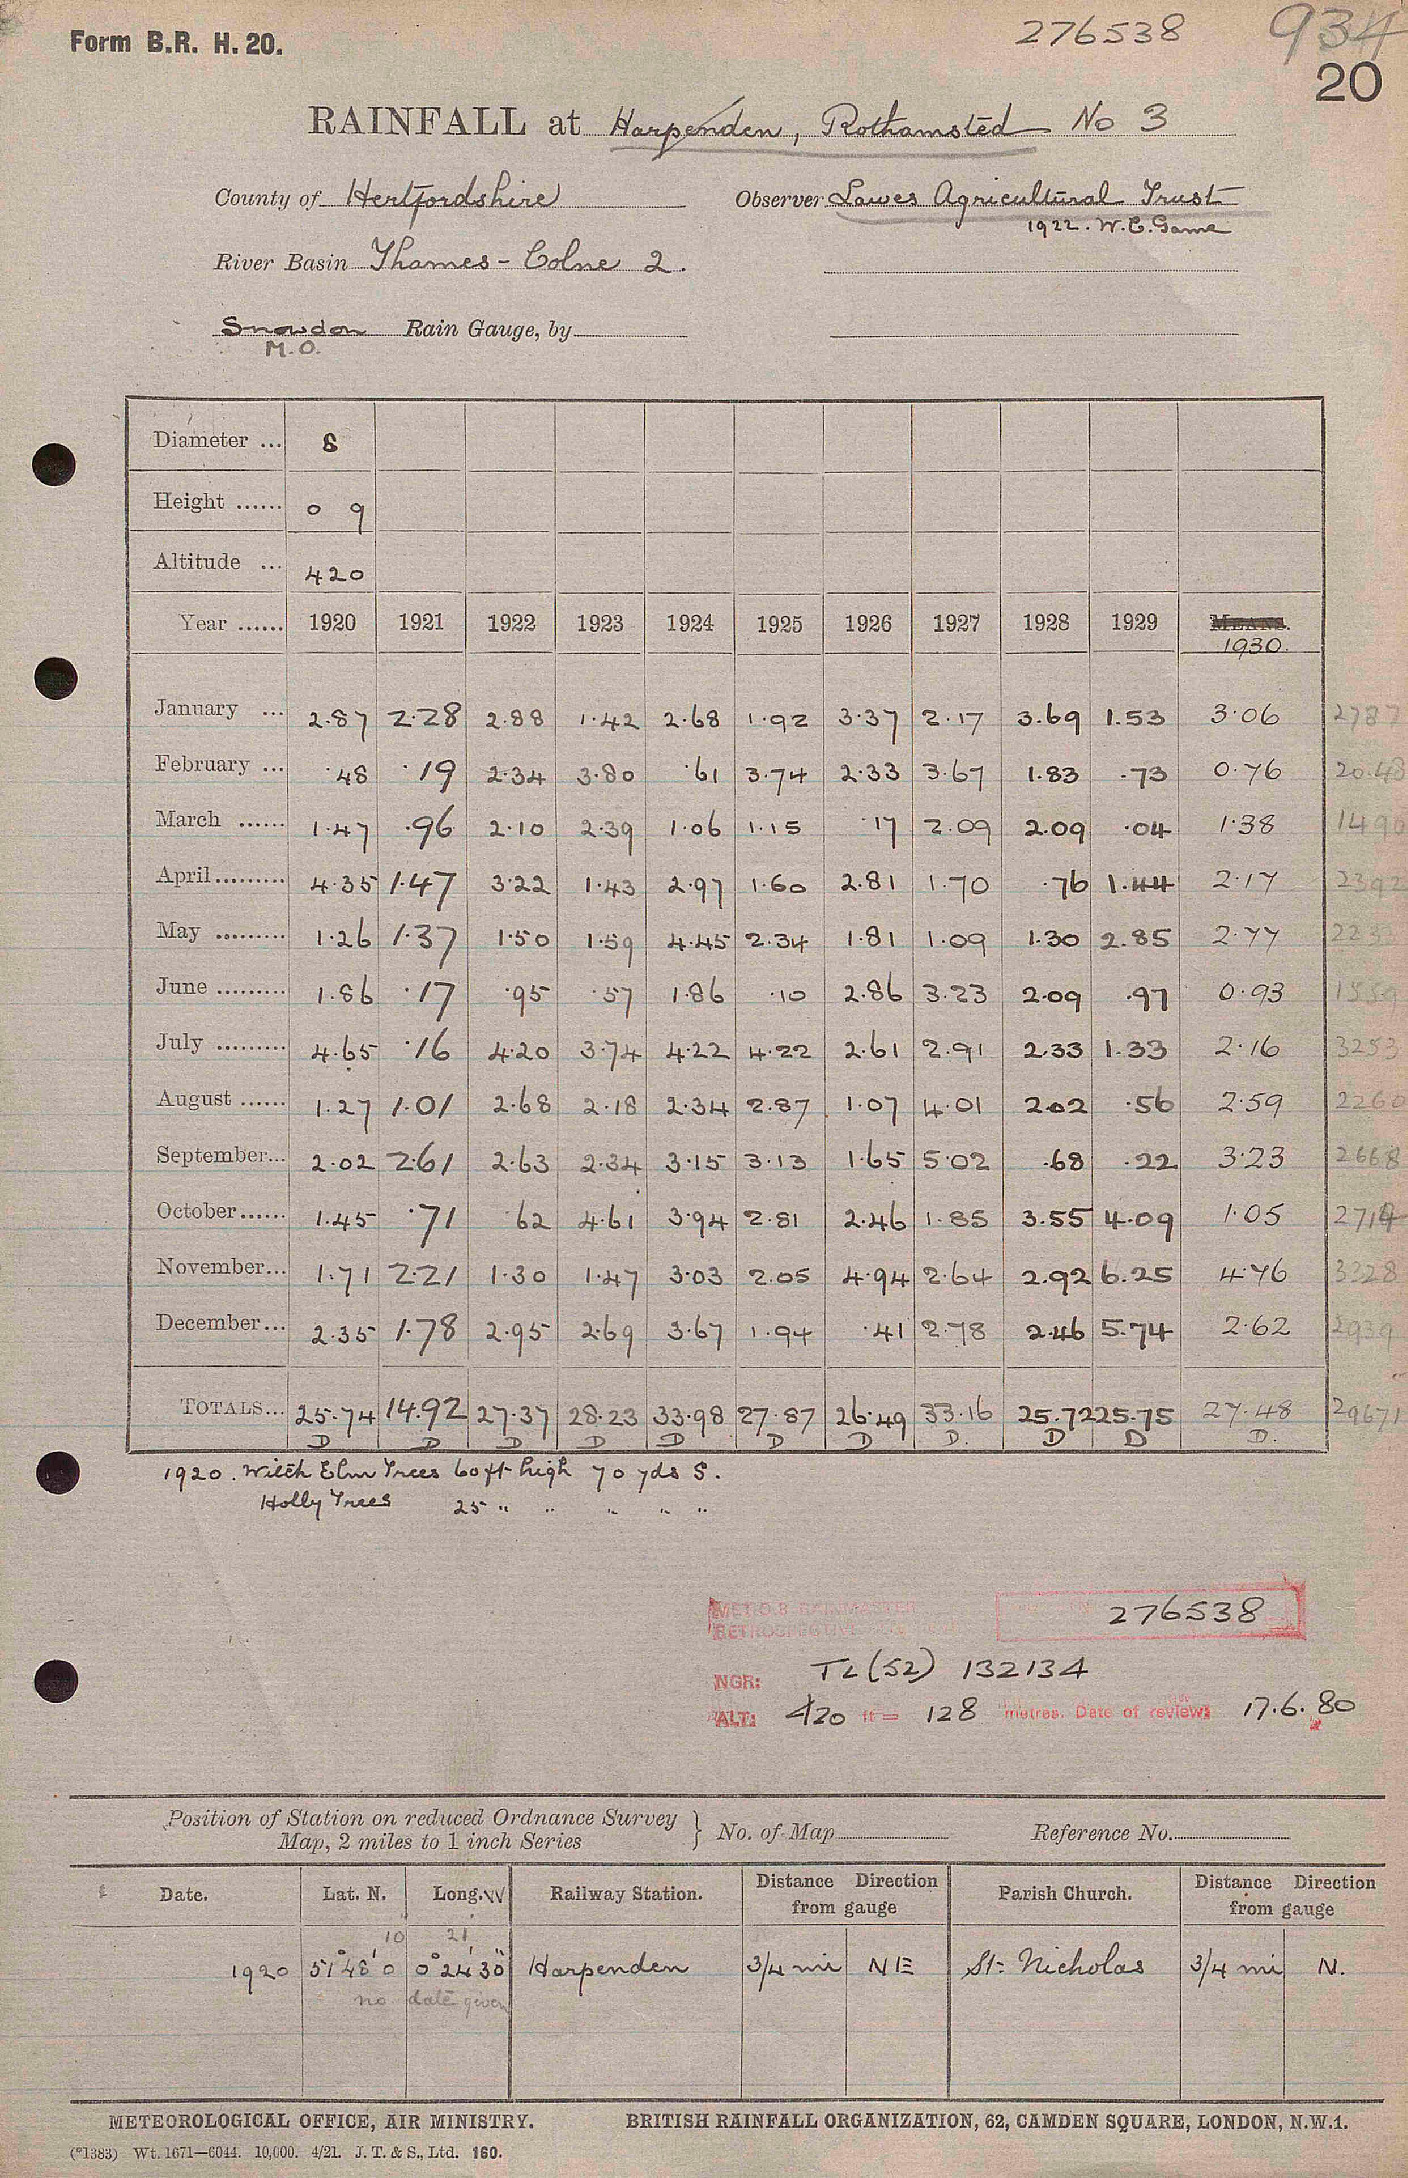 Form B.R. H. 20.
276538
934
20
RAINFALL at Harpenden, Rothamsted No 3
County of Hertfordshire Observer Lawes Agricultural Trust
1922. W.C. Game
River Basin Thames - Colne 2.
Snowdon Rain Gauge, by
M.O.
Diameter ... 8
Height ...... 0 9
Altitude ... 420
Year ...... 1920 1921 1922 1923 1924 1925 1926 1927 1928 1929 MEANS.
1930.
January ... 2.87 2.28 2.88 1.42 2.68 1.92 3.37 2.17 3.69 1.53 3.06 2787
February ... .48 .19 2.34 3.80 .61 3.74 2.33 3.67 1.83 .73 0.76 20.48
March ...... 1.47 .96 2.10 2.39 1.06 1.15 .17 2.09 2.09 .04 1.38 1490
April ......... 4.35 1.47 3.22 1.43 2.97 1.60 2.81 1.70 .76 1.44 2.17 2392
May ......... 1.26 1.37 1.50 1.59 4.45 2.34 1.81 1.09 1.30 2.85 2.77
June ......... 1.86 .17 .95 .57 1.86 .10 2.86 3.23 2.09 .97 0.93 1559
July ......... 4.65 .16 4.20 3.74 4.22 4.22 2.61 2.91 2.33 1.33 2.16 3253
August ...... 1.27 1.01 2.68 2.18 2.34 2.87 1.07 4.01 2.02 .56 2.59 2260
September... 2.02 2.61 2.63 2.34 3.15 3.13 1.65 5.02 .68 .22 3.23 2668
October...... 1.45 .71 .62 4.61 3.94 2.81 2.46 1.85 3.55 4.09 1.05 2714
November... 1.71 2.21 1.30 1.47 3.03 2.05 4.94 2.64 2.92 6.25 4.76 3328
December... 2.35 1.78 2.95 2.69 3.67 1.94 .41 2.78 2.46 5.74 2.62 2939
TOTALS... 25.74 14.92 27.37 28.23 33.98 27.87 26.49 33.16 25.72 25.75 27.48 29671
D D D D D D D D. D D D.
1920. Witch Elm Trees 60 ft high 70 yds S.
Holly Trees 25 " " " " "
MET.O.8 RAINMASTER
RETROSPECTIVE
276538
NGR: TL (52) 132134
ALT: 420 ft = 128 metres. Date of review: 17.6.80
Position of Station on reduced Ordnance Survey
Map, 2 miles to 1 inch Series } No. of Map Reference No.
Date. Lat. N. Long. W Railway Station. Distance Direction from gauge Parish Church. Distance Direction from gauge
10 21
1920 51° 48' 0 0° 24' 30" Harpenden 3/4 mi NE St: Nicholas 3/4 mi N.
no date given
METEOROLOGICAL OFFICE, AIR MINISTRY. BRITISH RAINFALL ORGANIZATION, 62, CAMDEN SQUARE, LONDON, N.W.1.
(*1383) Wt. 1671—6044. 10,000. 4/21. J. T. & S., Ltd. 160.